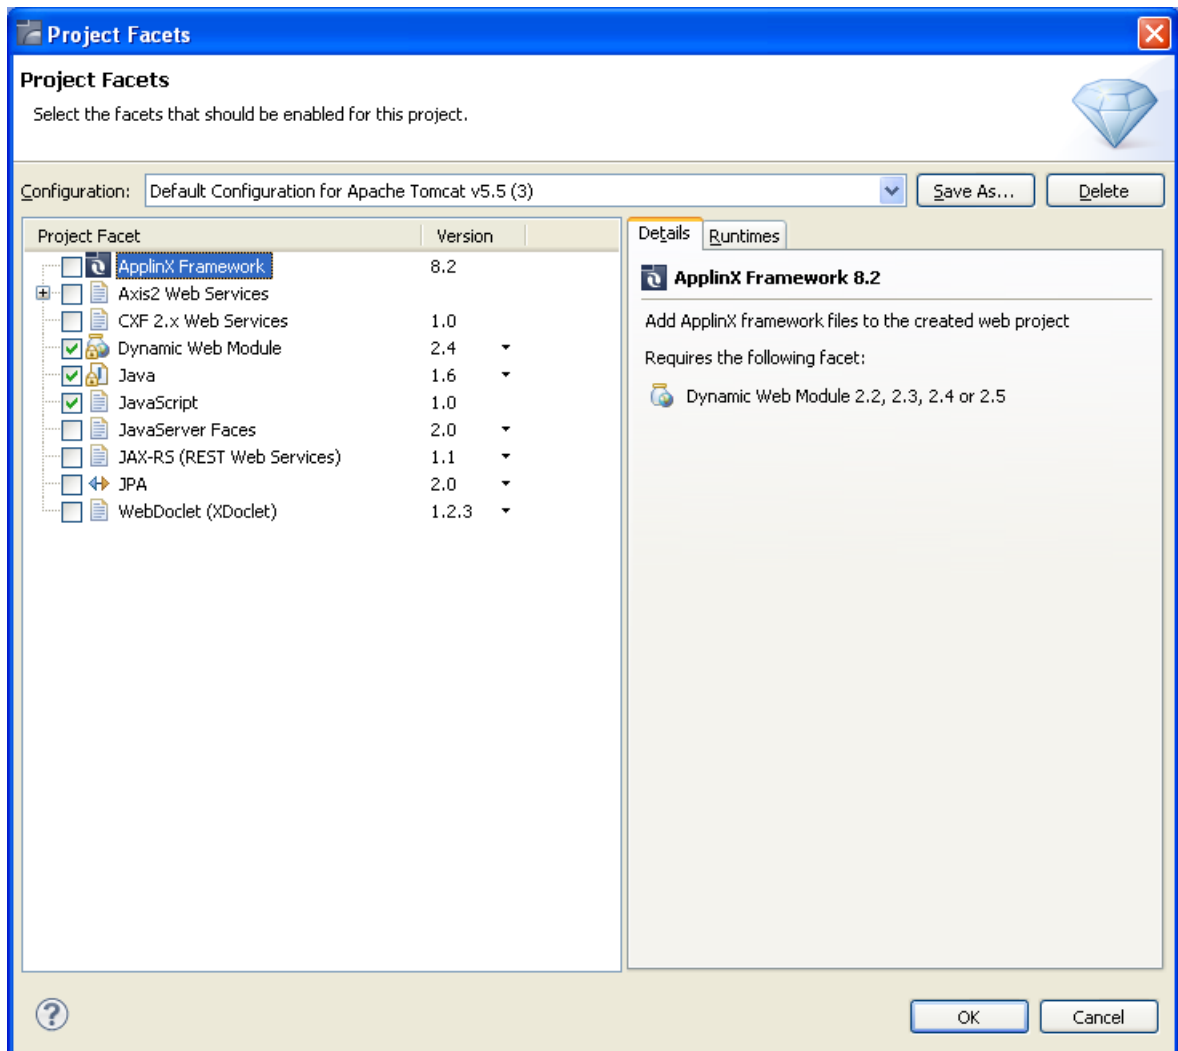 Project Facets
Project Facets
Select the facets that should be enabled for this project.
Configuration: Default Configuration for Apache Tomcat v5.5 (3) Save As... Delete
Project Facet Version
ApplinX Framework 8.2
Axis2 Web Services
CXF 2.x Web Services 1.0
Dynamic Web Module 2.4
Java 1.6
JavaScript 1.0
JavaServer Faces 2.0
JAX-RS (REST Web Services) 1.1
JPA 2.0
WebDoclet (XDoclet) 1.2.3
Details Runtimes
ApplinX Framework 8.2
Add ApplinX framework files to the created web project
Requires the following facet:
Dynamic Web Module 2.2, 2.3, 2.4 or 2.5
OK Cancel